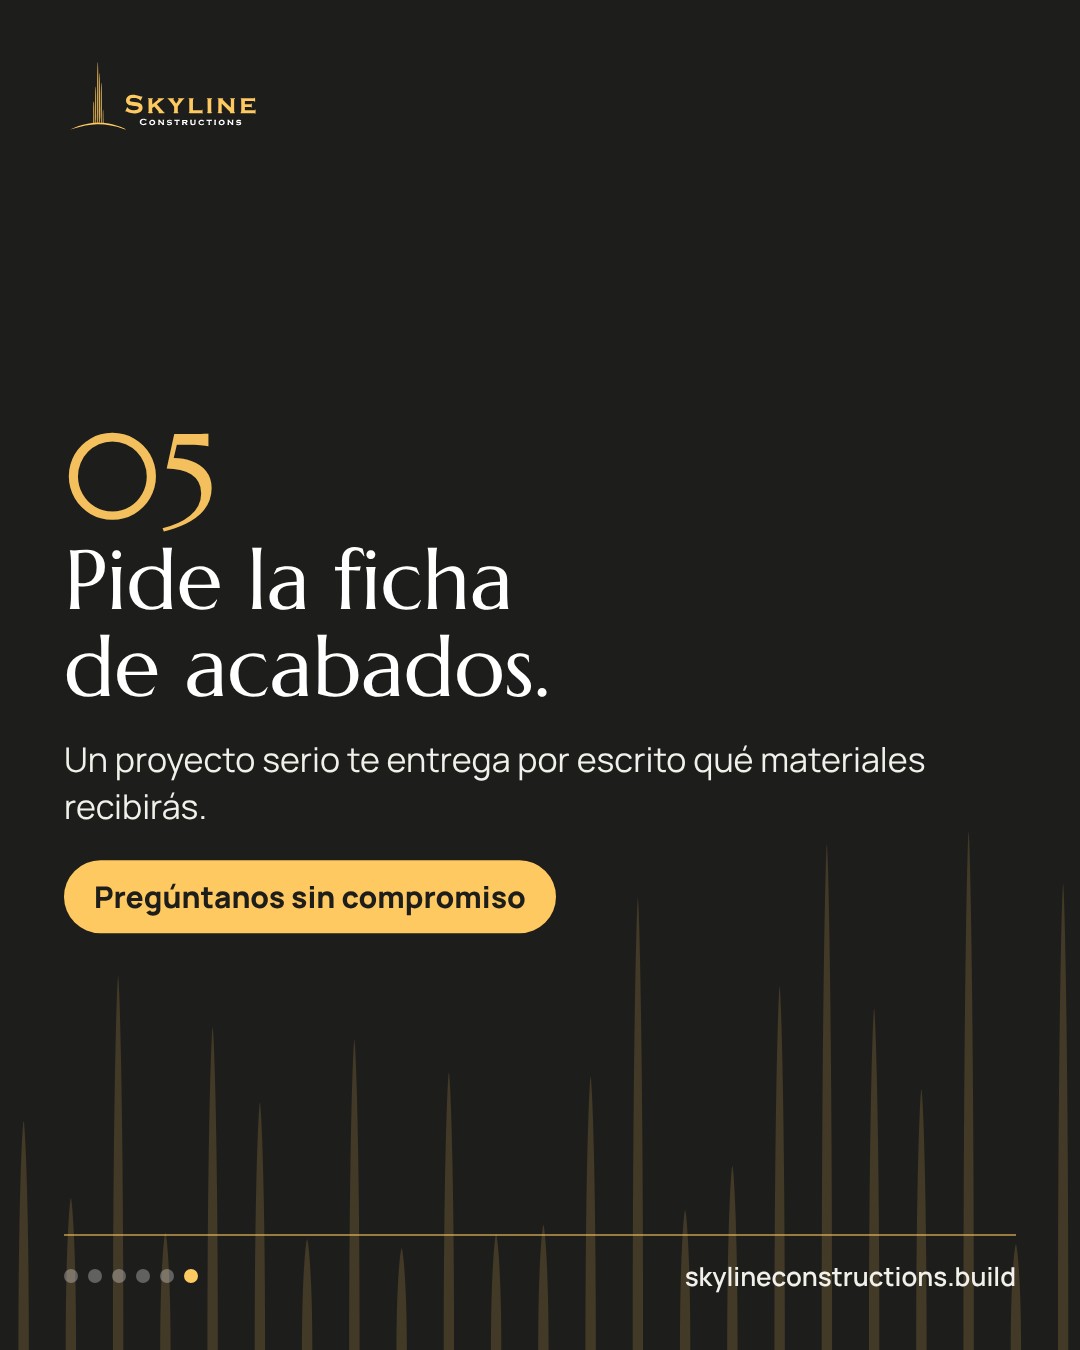 SKYLINE
CONSTRUCTIONS
05
Pide la ficha
de acabados.
Un proyecto serio te entrega por escrito qué materiales
recibirás.
Pregúntanos sin compromiso
skylineconstructions.build